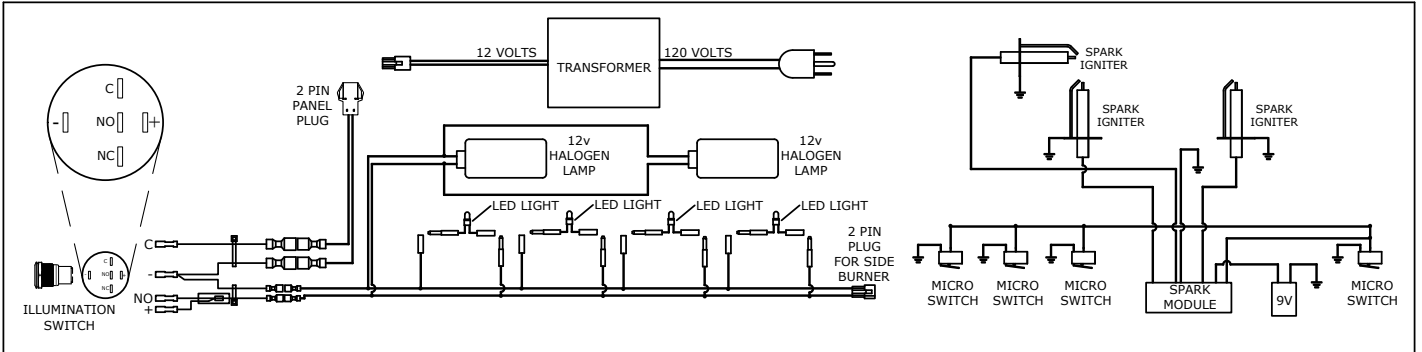 12 VOLTS
TRANSFORMER
120 VOLTS
C
- NO +
NC
2 PIN
PANEL
PLUG
12v
HALOGEN
LAMP
12v
HALOGEN
LAMP
SPARK
IGNITER
SPARK
IGNITER
SPARK
IGNITER
LED LIGHT
LED LIGHT
LED LIGHT
LED LIGHT
2 PIN
PLUG
FOR SIDE
BURNER
C
-
NO
+
C
- NO +
NC
ILLUMINATION
SWITCH
MICRO
SWITCH
MICRO
SWITCH
MICRO
SWITCH
SPARK
MODULE
9V
MICRO
SWITCH